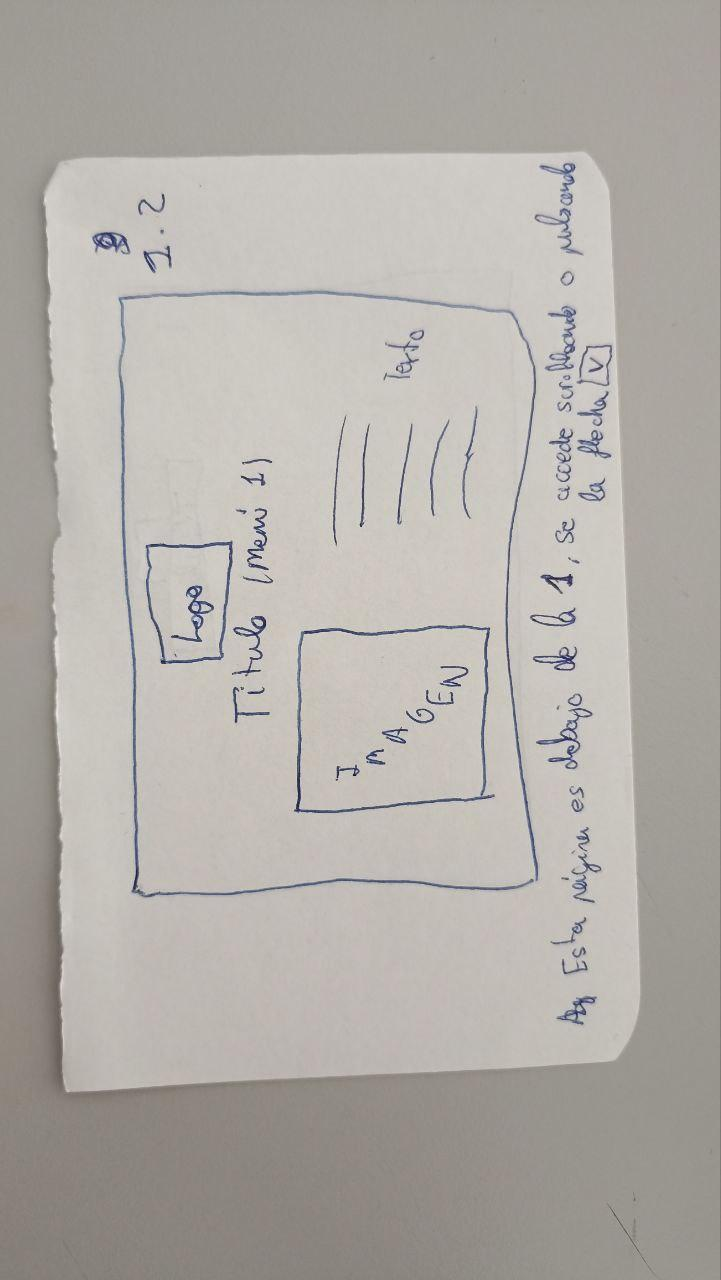 1.2
Logo
Título (menú 1)
IMAGEN
Texto
Esta página es debajo de la 1, se accede scrolleando o pulsando
la flecha V